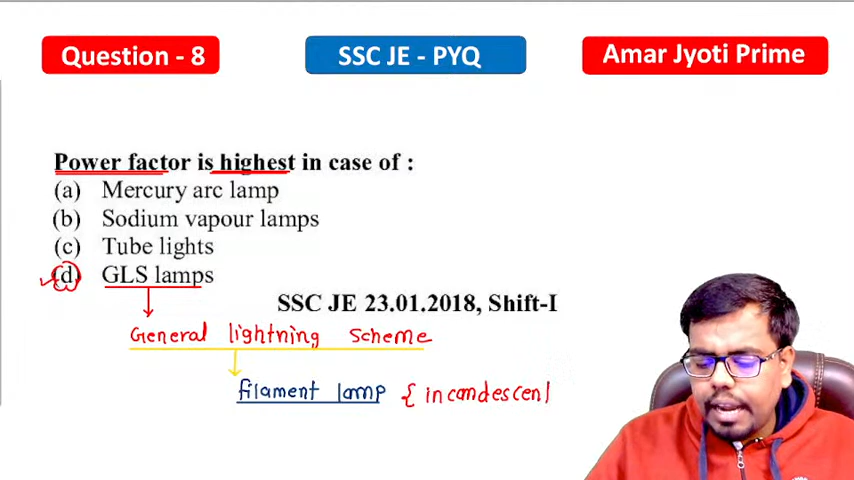 Question - 8
SSC JE - PYQ
Amar Jyoti Prime
Power factor is highest in case of :
(a) Mercury arc lamp
(b) Sodium vapour lamps
(c) Tube lights
(d) GLS lamps
SSC JE 23.01.2018, Shift-I
General lightning scheme
filament lamp { incandescen